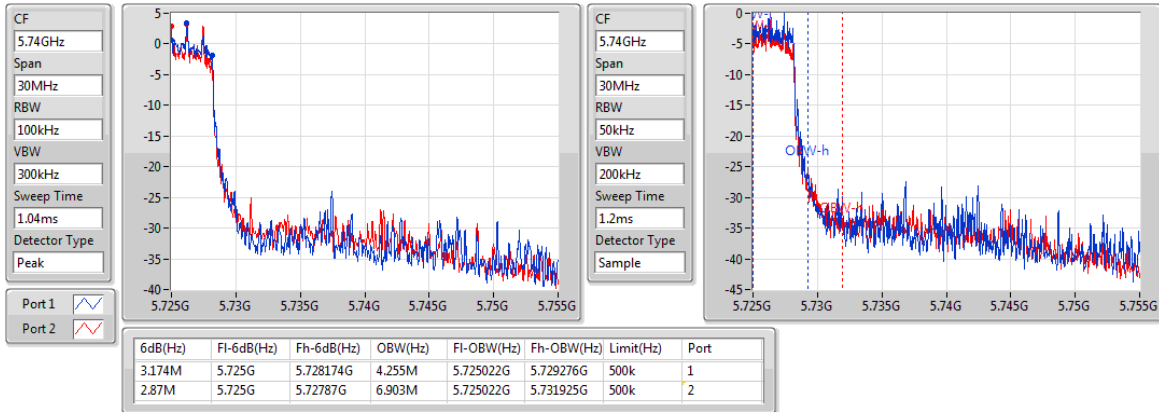 CF
5.74GHz
Span
30MHz
RBW
100kHz
VBW
300kHz
Sweep Time
1.04ms
Detector Type
Peak
Port 1
Port 2
5
0
-5
-10
-15
-20
-25
-30
-35
-40
5.725G 5.73G 5.735G 5.74G 5.745G 5.75G 5.755G
CF
5.74GHz
Span
30MHz
RBW
50kHz
VBW
200kHz
Sweep Time
1.2ms
Detector Type
Sample
0
-5
-10
-15
-20
-25
-30
-35
-40
-45
OBW-h
5.725G 5.73G 5.735G 5.74G 5.745G 5.75G 5.755G
6dB(Hz) Fl-6dB(Hz) Fh-6dB(Hz) OBW(Hz) Fl-OBW(Hz) Fh-OBW(Hz) Limit(Hz) Port
3.174M 5.725G 5.728174G 4.255M 5.725022G 5.729276G 500k 1
2.87M 5.725G 5.72787G 6.903M 5.725022G 5.731925G 500k 2